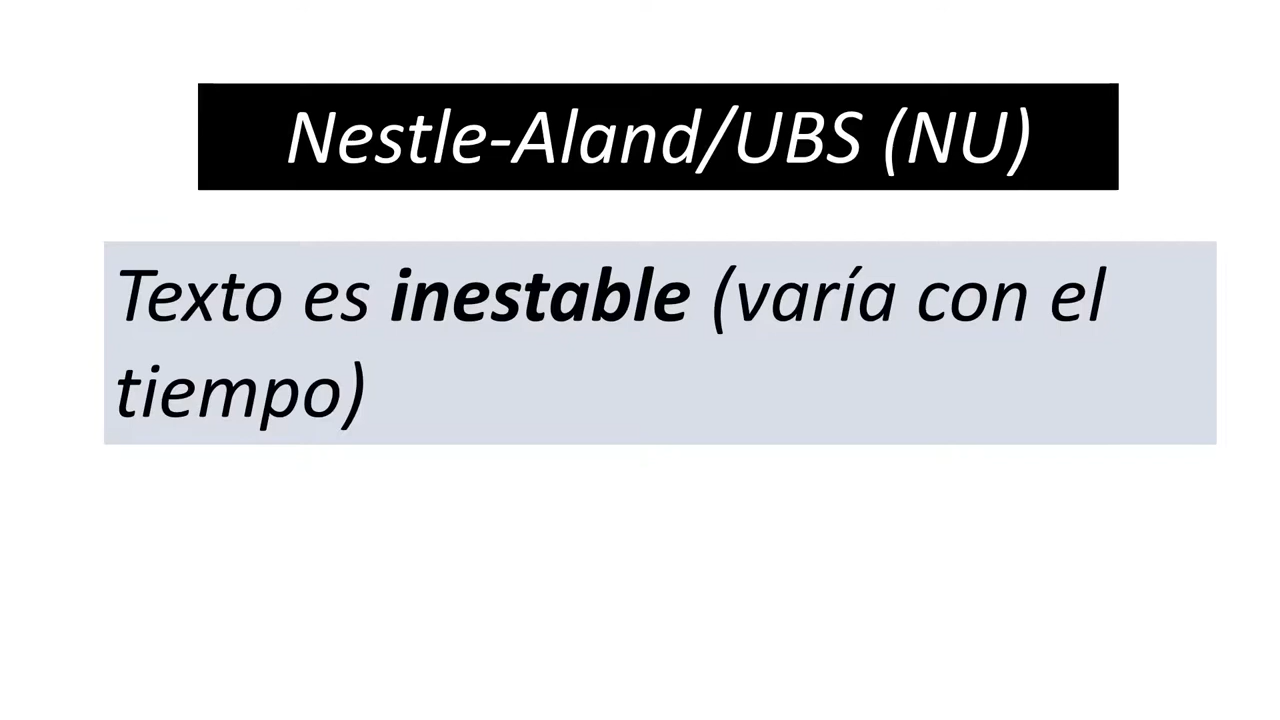 Nestle-Aland/UBS (NU)
Texto es inestable (varía con el
tiempo)